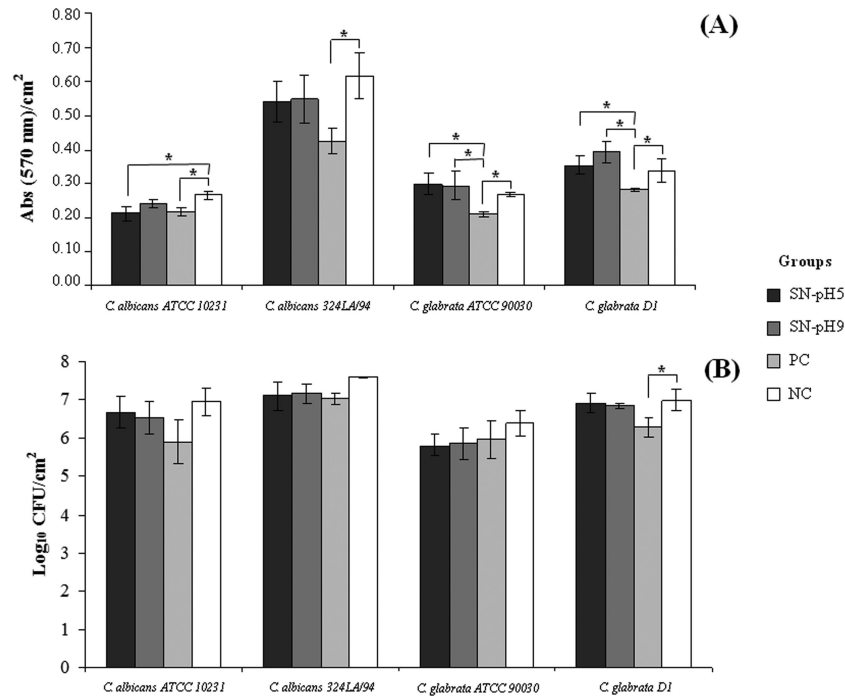 (A)
Abs (570 nm)/cm²
0.80
0.70
0.60
0.50
0.40
0.30
0.20
0.10
0.00
* * * * * * * * *
C. albicans ATCC 10231 C. albicans 324LA/94 C. glabrata ATCC 90030 C. glabrata D1
Groups
SN-pH5
SN-pH9
PC
NC
(B)
Log₁₀ CFU/cm²
8
7
6
5
4
3
2
1
0
*
C. albicans ATCC 10231 C. albicans 324LA/94 C. glabrata ATCC 90030 C. glabrata D1